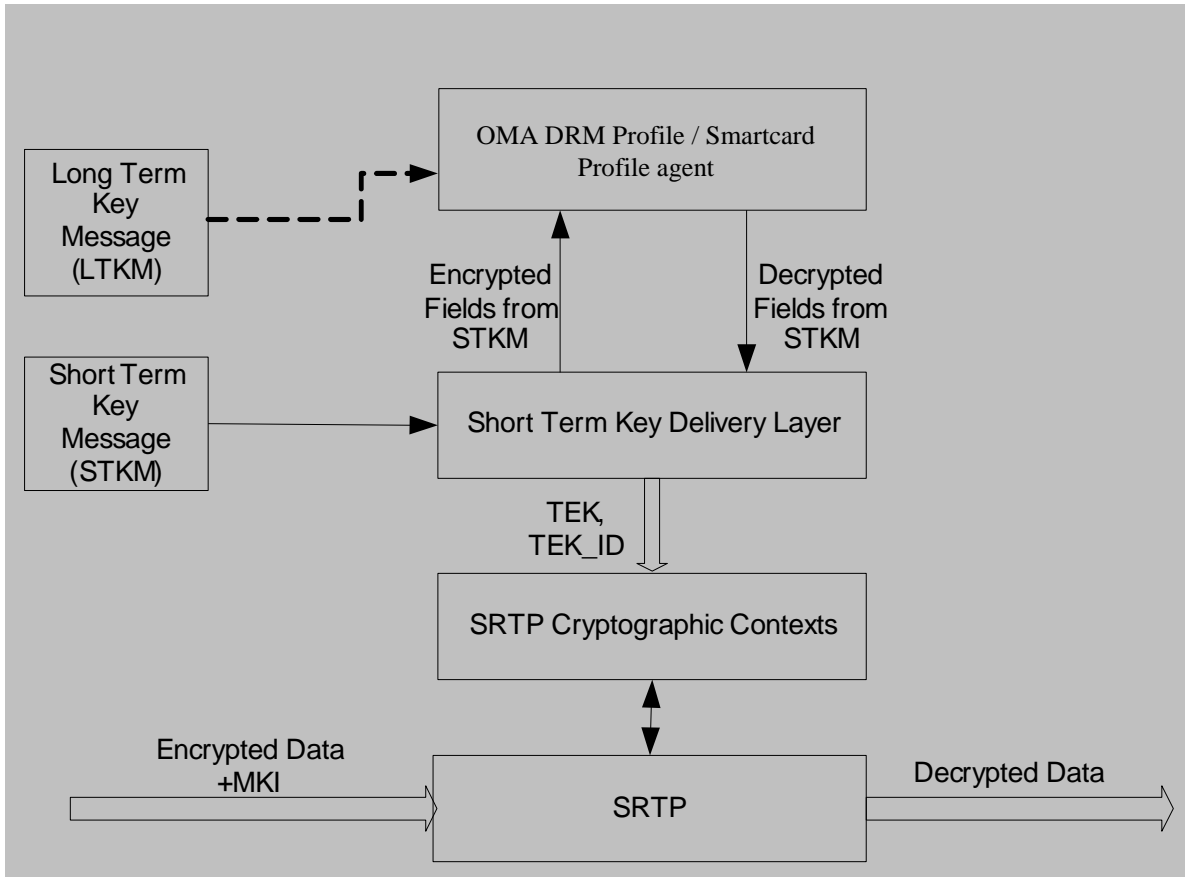 OMA DRM Profile / Smartcard
Profile agent
Long Term
Key
Message
(LTKM)
Encrypted
Fields from
STKM
Decrypted
Fields from
STKM
Short Term
Key
Message
(STKM)
Short Term Key Delivery Layer
TEK,
TEK_ID
SRTP Cryptographic Contexts
Encrypted Data
+MKI
SRTP
Decrypted Data